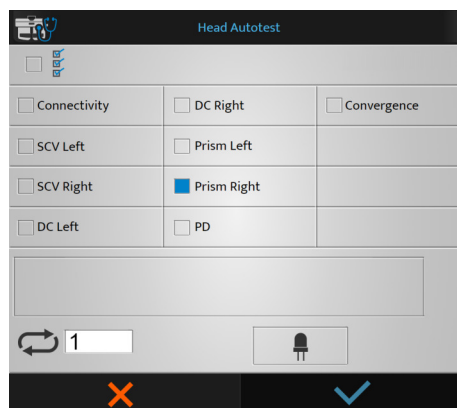 Head Autotest
Connectivity
DC Right
Convergence
SCV Left
Prism Left
SCV Right
Prism Right
DC Left
PD
1